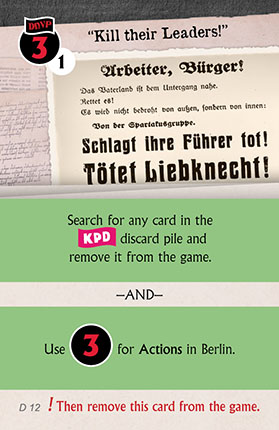 DDVP
3
1
“Kill their Leaders!”
Arbeiter, Bürger!
Das Vaterland ist dem Untergang nahe.
Rettet es!
Es wird nicht bedroht von außen, sondern von innen:
Von der Spartakusgruppe.
Schlagt ihre Führer tot!
Tötet Liebknecht!
Search for any card in the
KPD discard pile and
remove it from the game.
–AND–
Use 3 for Actions in Berlin.
D 12 ! Then remove this card from the game.